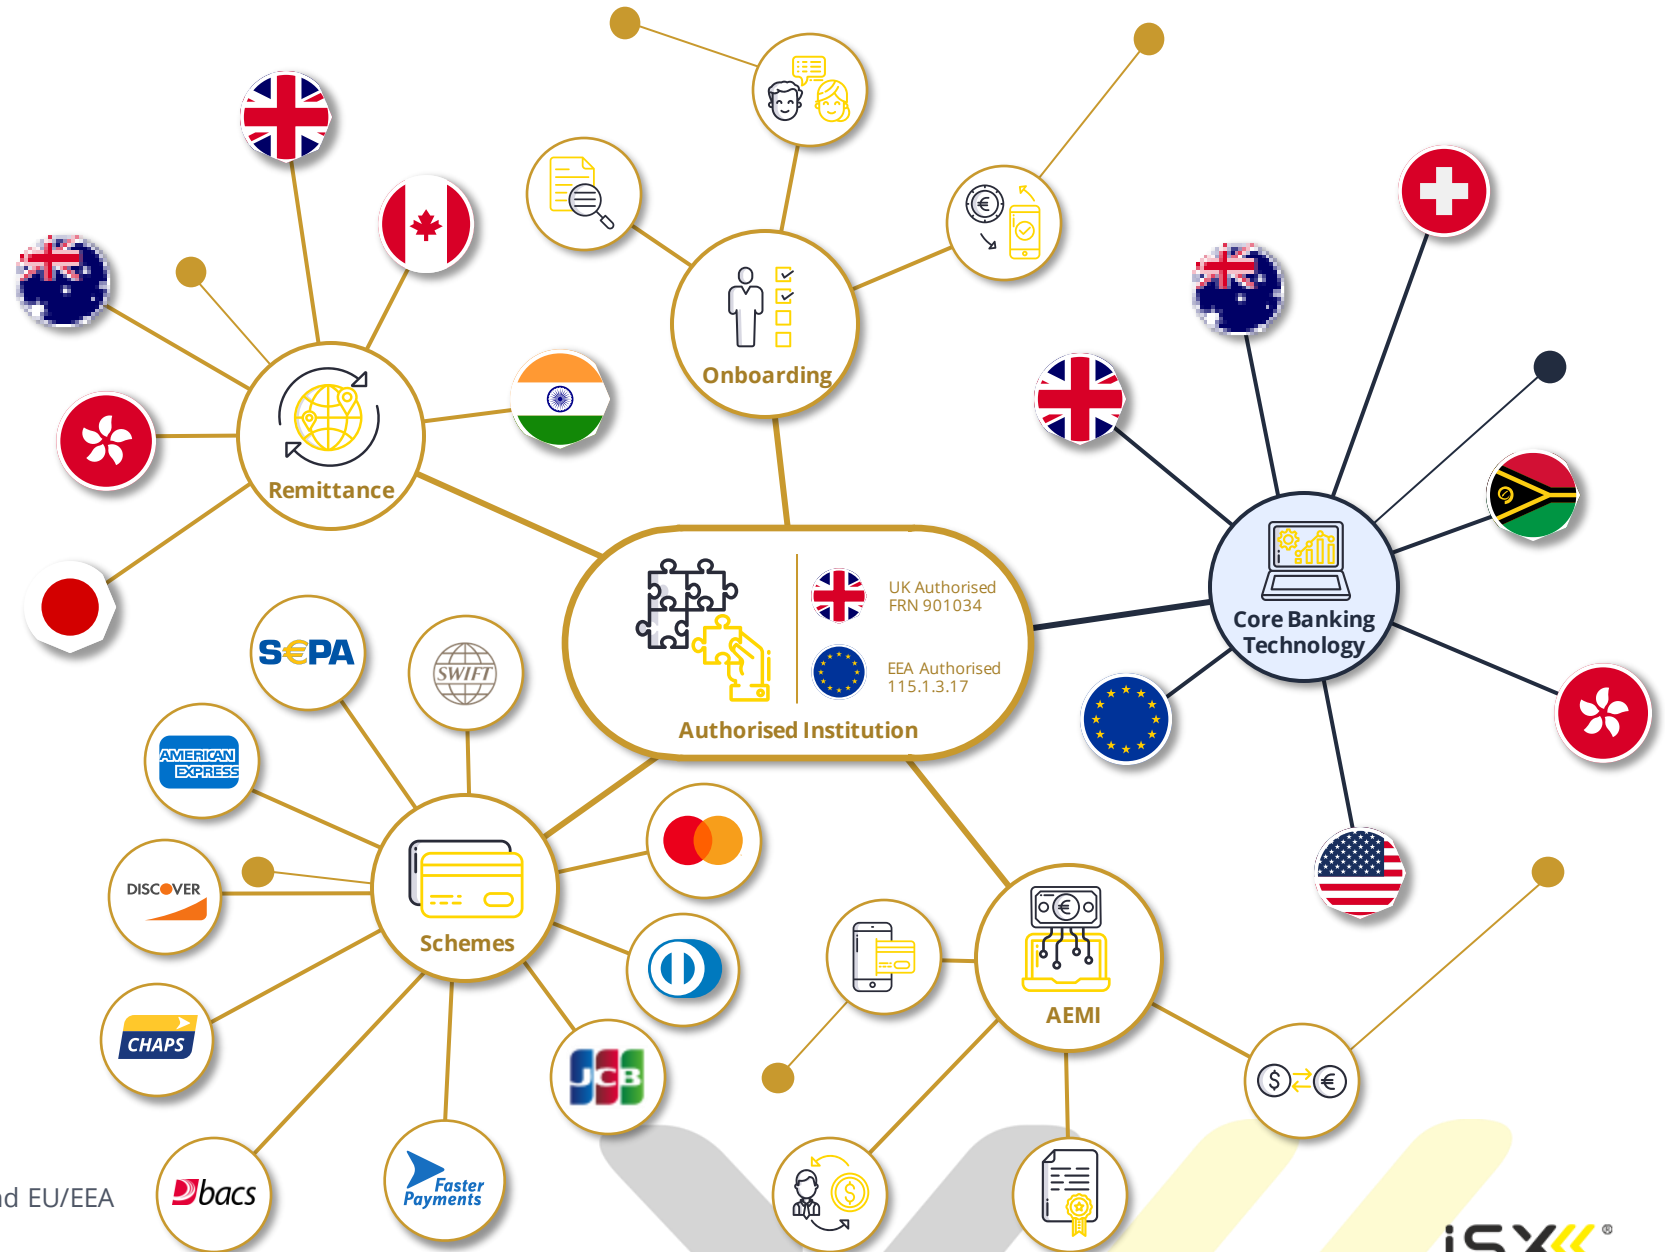 Onboarding
Remittance
UK Authorised
FRN 901034
EEA Authorised
115.1.3.17
Authorised Institution
Core Banking
Technology
S€PA
SWIFT
AMERICAN
EXPRESS
DISCOVER
Schemes
CHAPS
JCB
AEMI
bacs
Faster
Payments
EU/EEA
iSX
®